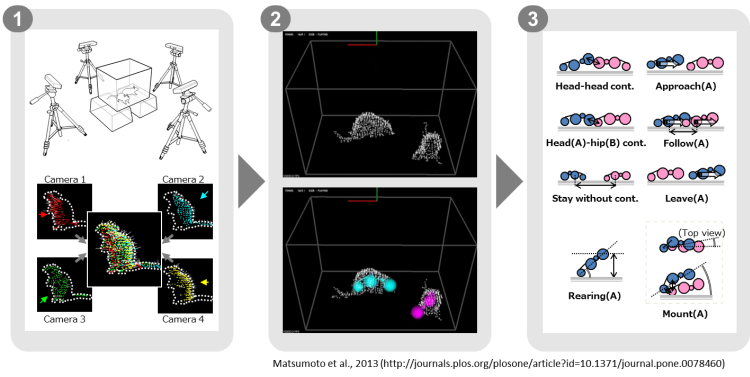 1
Camera 1
Camera 2
Camera 3
Camera 4
2
3
Head-head cont.
Approach(A)
Head(A)-hip(B) cont.
Follow(A)
Stay without cont.
Leave(A)
(Top view)
Rearing(A)
Mount(A)
Matsumoto et al., 2013 (http://journals.plos.org/plosone/article?id=10.1371/journal.pone.0078460)